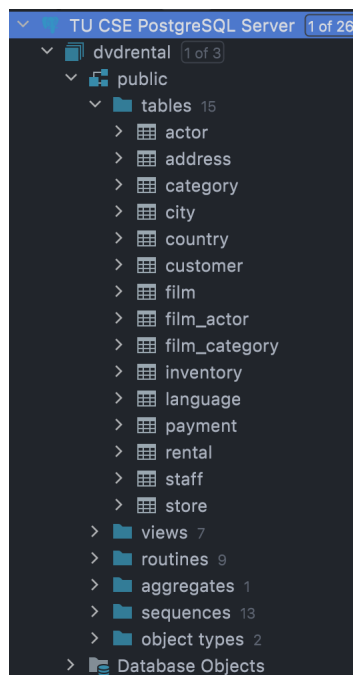 TU CSE PostgreSQL Server 1 of 26
dvdrental 1 of 3
public
tables 15
actor
address
category
city
country
customer
film
film_actor
film_category
inventory
language
payment
rental
staff
store
views 7
routines 9
aggregates 1
sequences 13
object types 2
Database Objects